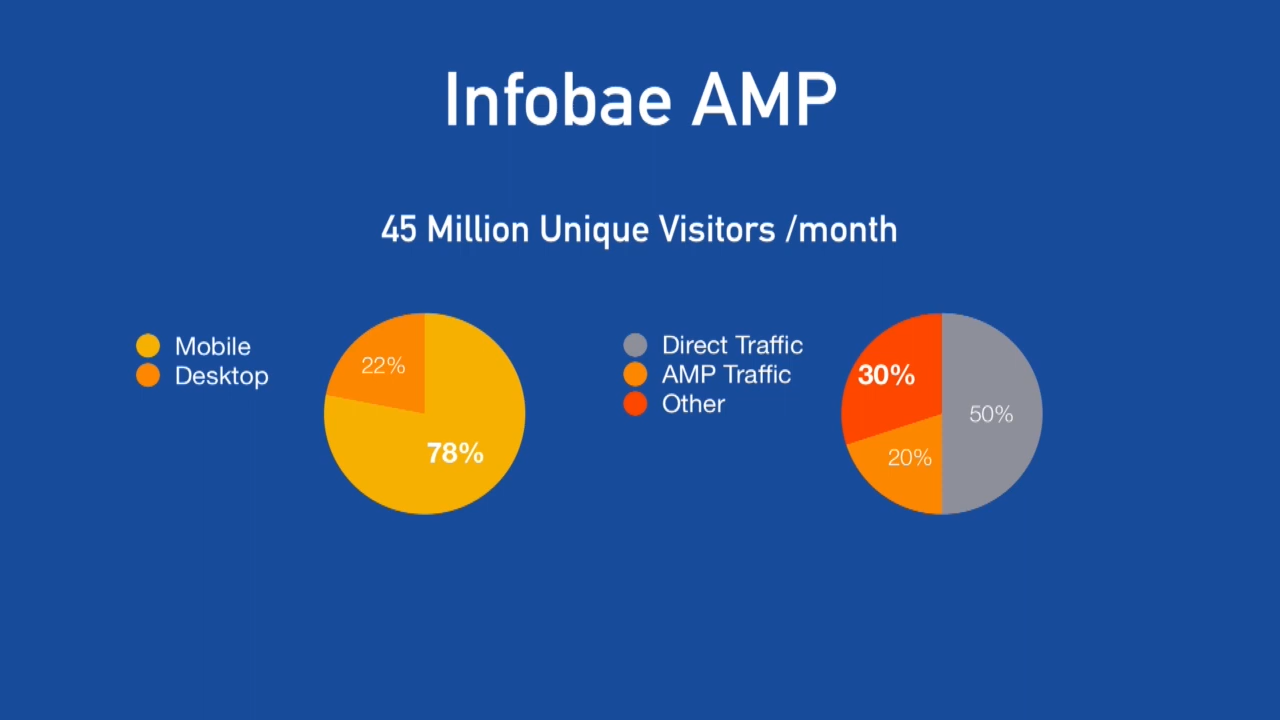 Infobae AMP
45 Million Unique Visitors /month
Mobile
Desktop
22%
78%
Direct Traffic
AMP Traffic
Other
30%
50%
20%